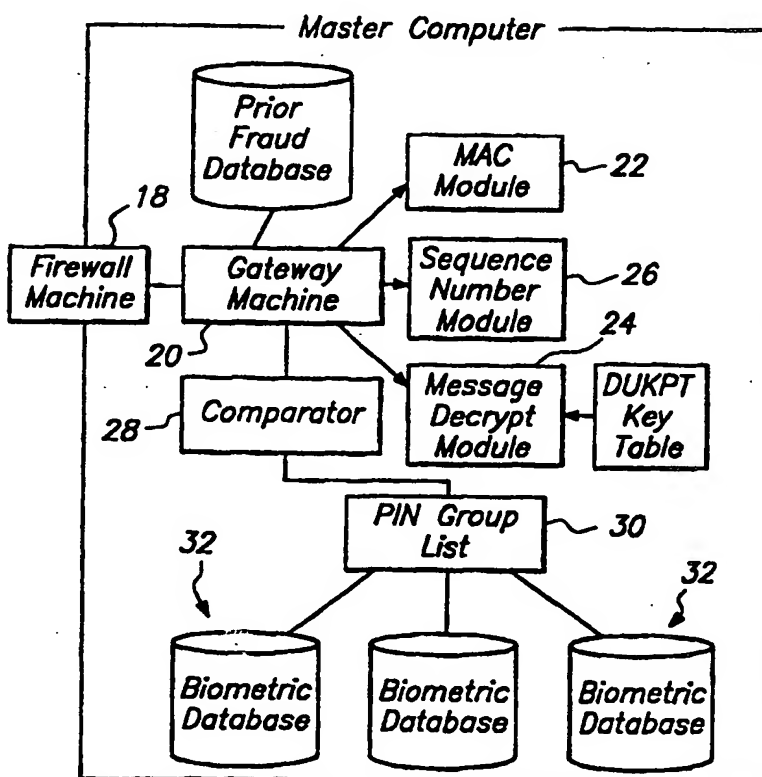 Master Computer
Prior
Fraud
Database
MAC
Module
22
18
Firewall
Machine
Gateway
Machine
Sequence
Number
Module
26
20
24
28
Comparator
Message
Decrypt
Module
DUKPT
Key
Table
PIN Group
List
30
32
32
Biometric
Database
Biometric
Database
Biometric
Database